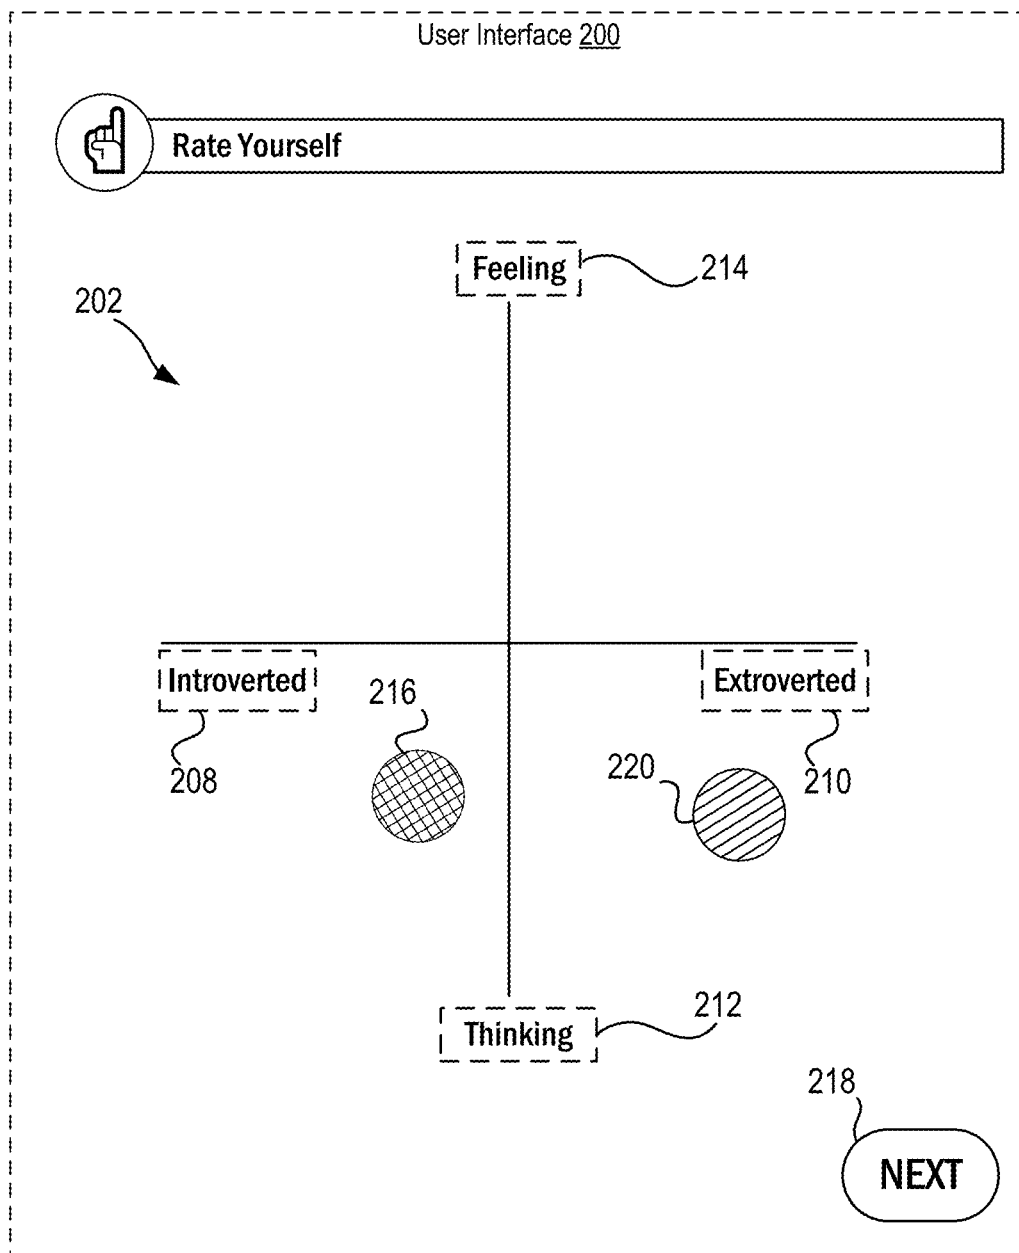 User Interface 200
Rate Yourself
Feeling
214
202
Introverted
Extroverted
216
208
220
210
212
Thinking
218
NEXT